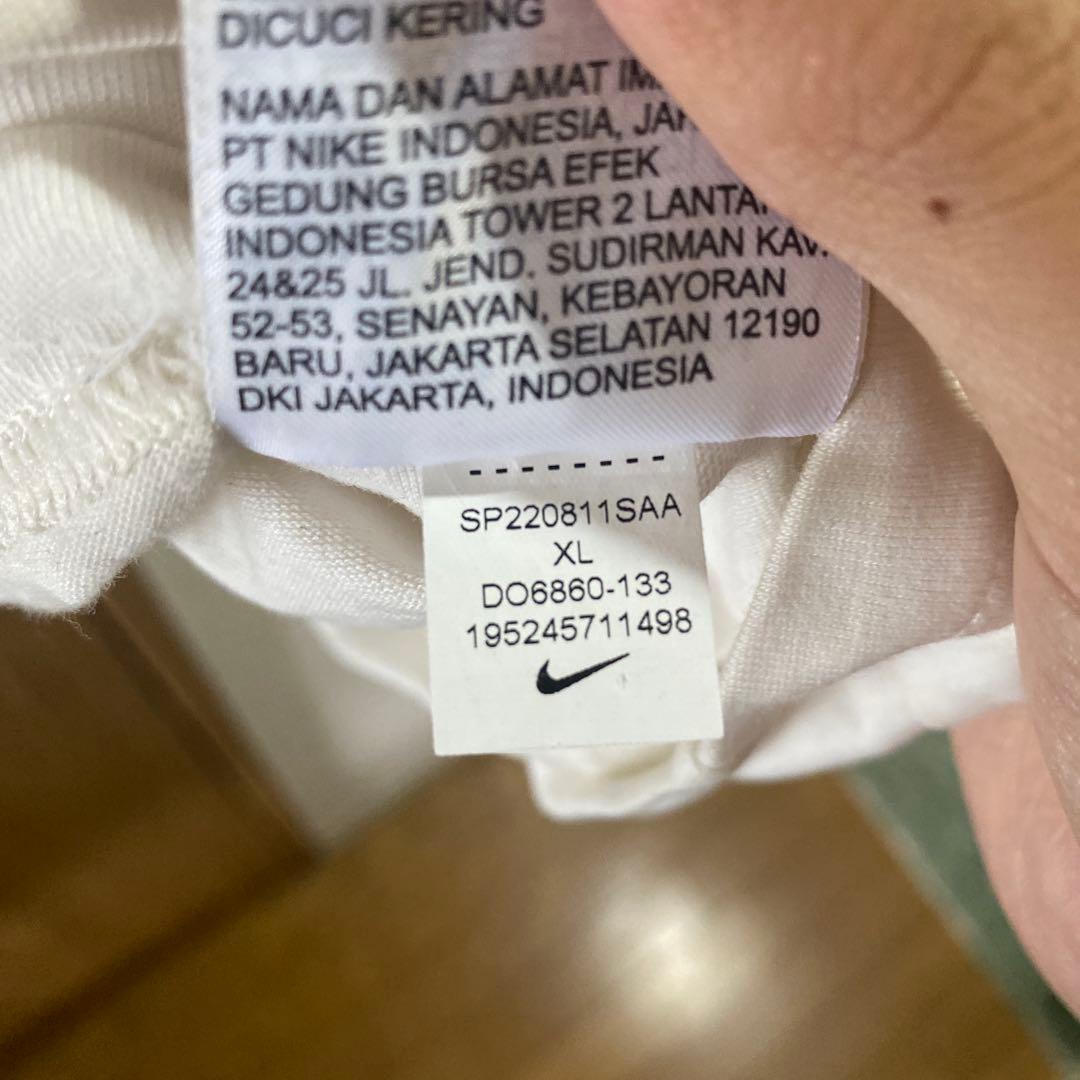 DICUCI KERING
NAMA DAN ALAMAT
PT NIKE INDONESIA,
GEDUNG BURSA EFEK
INDONESIA TOWER 2
24&25 JL. JEND. SUDIRMAN KAV.
52-53, SENAYAN, KEBAYORAN
BARU, JAKARTA SELATAN 12190
DKI JAKARTA, INDONESIA
--------
SP220811SAA
XL
DO6860-133
195245711498